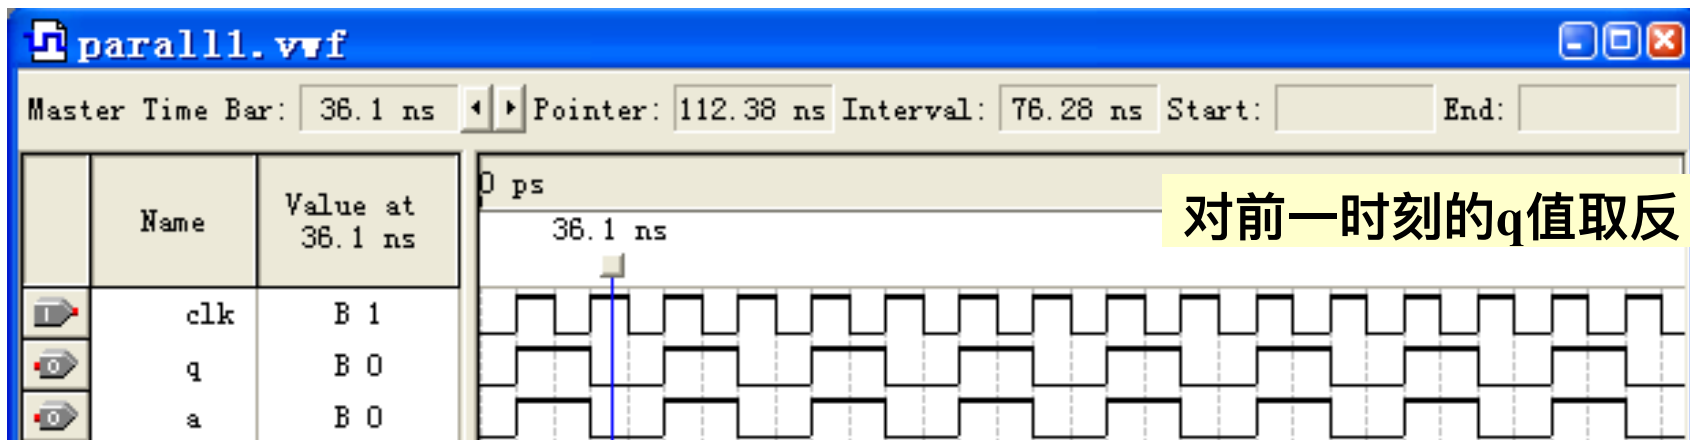 parall1.vwf
Master Time Bar: 36.1 ns Pointer: 112.38 ns Interval: 76.28 ns Start: End:
0 ps
对前一时刻的q值取反
Name Value at 36.1 ns
36.1 ns
clk B 1
q B 0
a B 0